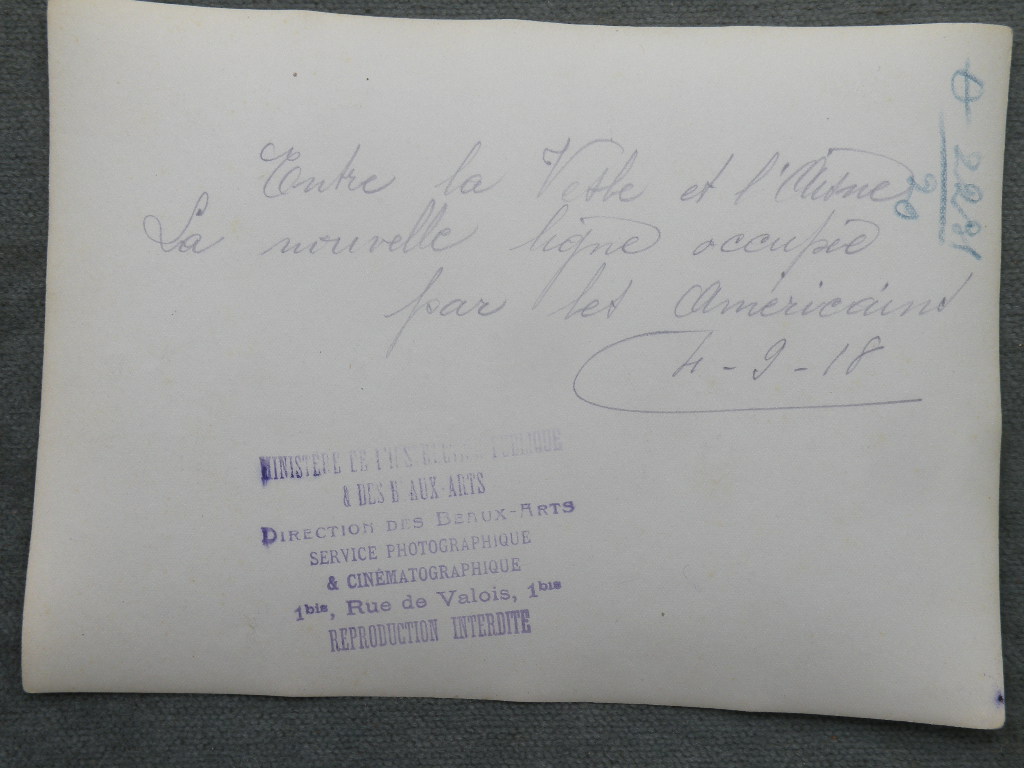 Entre la Vesle et l'Aisne
La nouvelle ligne occupée
par les Américains
4-9-18
MINISTÈRE DE L'INSTRUCTION PUBLIQUE
& DES BEAUX-ARTS
DIRECTION DES BEAUX-ARTS
SERVICE PHOTOGRAPHIQUE
& CINÉMATOGRAPHIQUE
1bis, Rue de Valois, 1bis
REPRODUCTION INTERDITE
20